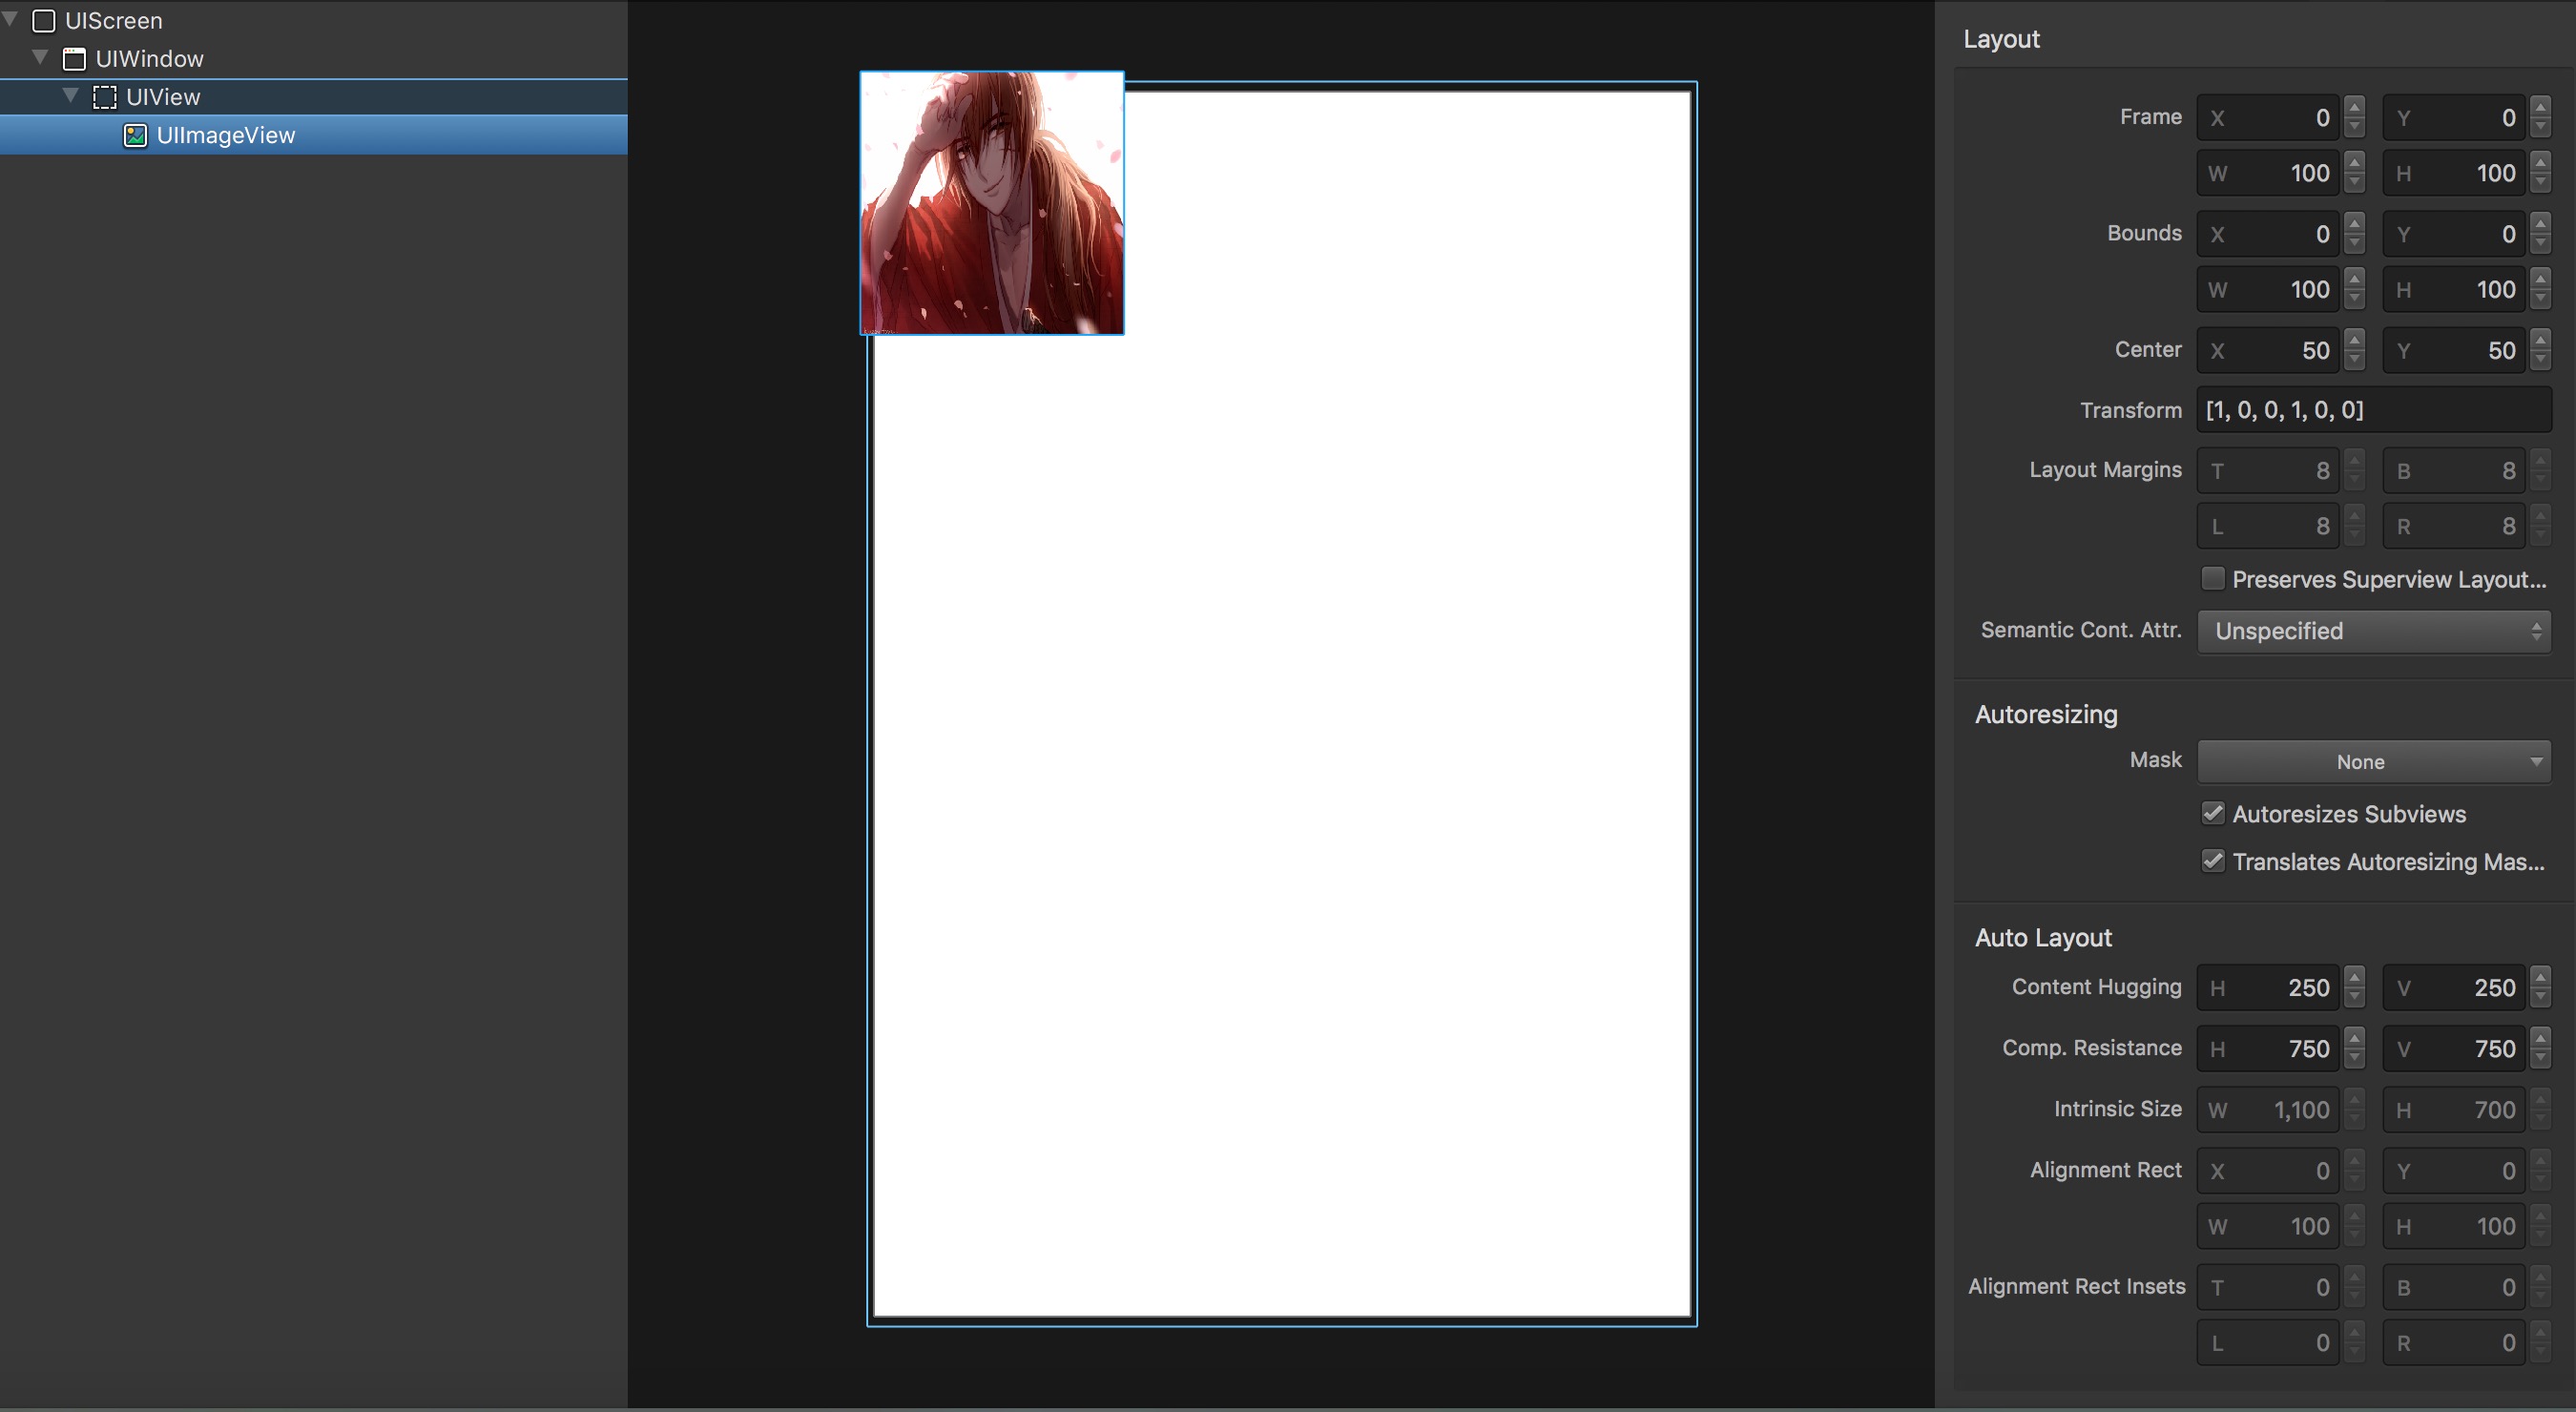 UIScreen
UIWindow
UIView
UIImageView
Layout
Frame X 0 Y 0
W 100 H 100
Bounds X 0 Y 0
W 100 H 100
Center X 50 Y 50
Transform [1, 0, 0, 1, 0, 0]
Layout Margins T 8 B 8
L 8 R 8
Preserves Superview Layout...
Semantic Cont. Attr. Unspecified
Autoresizing
Mask None
Autoresizes Subviews
Translates Autoresizing Mas...
Auto Layout
Content Hugging H 250 V 250
Comp. Resistance H 750 V 750
Intrinsic Size W 1,100 H 700
Alignment Rect X 0 Y 0
W 100 H 100
Alignment Rect Insets T 0 B 0
L 0 R 0